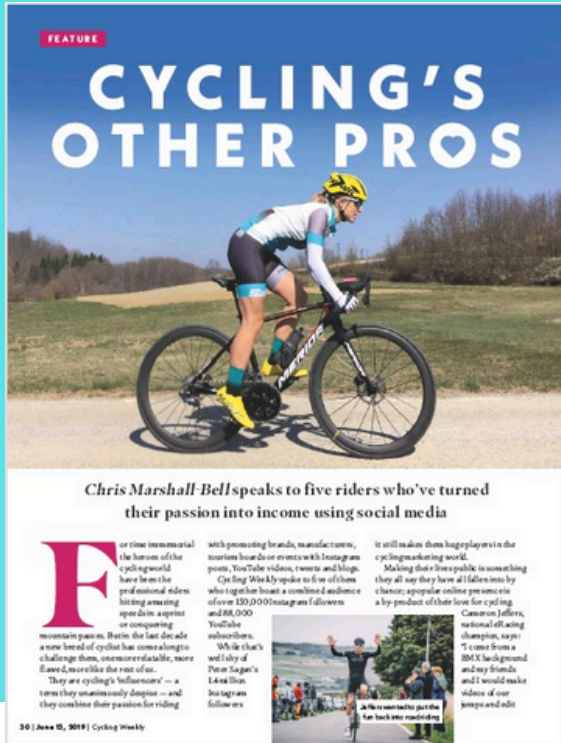 FEATURE
CYCLING'S
OTHER PROS
MERIDA
Chris Marshall-Bell speaks to five riders who've turned
their passion into income using social media
For time immemorial
the heroes of the
cycling world
have been the
professional riders
hitting amazing
speeds in a sprint
or conquering
mountain passes. But in the last decade
a new breed of cyclist has come along to
challenge them, one more relatable, more
flawed, more like the rest of us.
They are cycling's 'influencers' — a
term they unanimously despise — and
they combine their passion for riding
with promoting brands, manufacturers,
tourism boards or events with Instagram
posts, YouTube videos, tweets and blogs.
Cycling Weekly spoke to five of them
who together boast a combined audience
of over 150,000 Instagram followers
and 88,000
YouTube
subscribers.
While that's
well shy of
Peter Sagan's
1.4 million
Instagram
followers
it still makes them huge players in the
cycling marketing world.
Making their lives public is something
they all say they have all fallen into by
chance; a popular online presence is
a by-product of their love for cycling.
Cameron Jeffers,
national eRacing
champion, says:
"I come from a
BMX background
and my friends
and I would make
videos of our
jumps and edit
Jeffers wanted to put the
fun back into road riding
30 | June 13, 2019 | Cycling Weekly